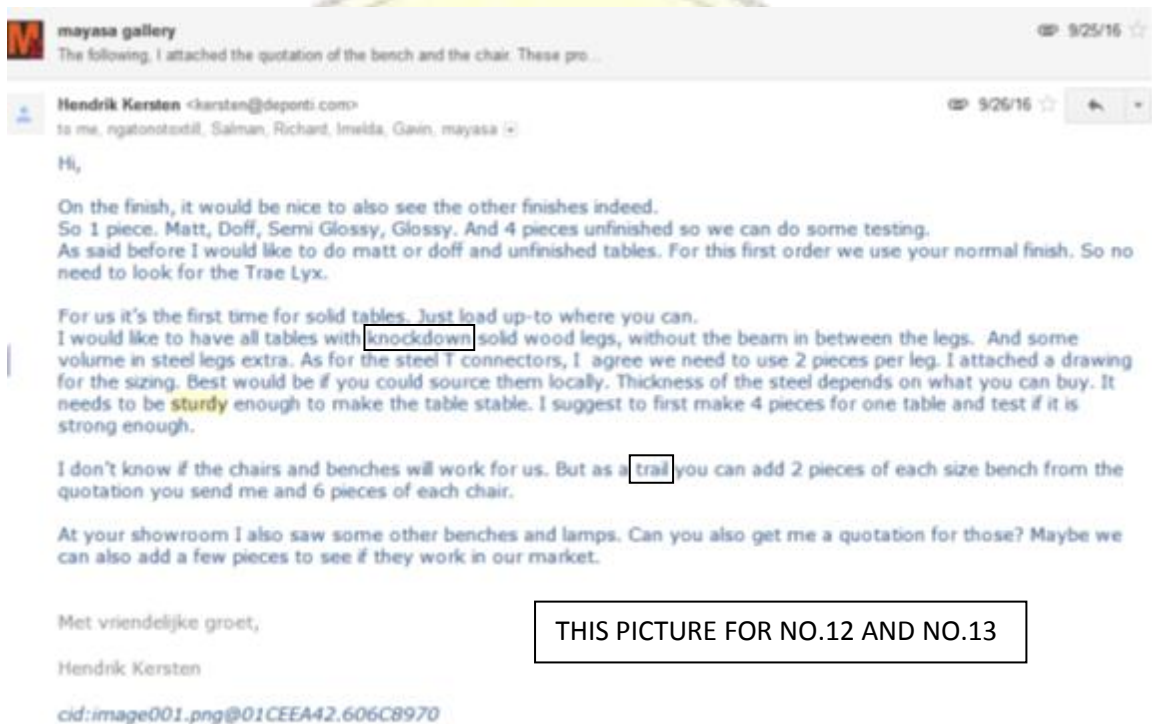 mayasa gallery
9/25/16
The following, I attached the quotation of the bench and the chair. These pro...
Hendrik Kersten <kersten@deponti.com>
9/26/16
to me, ngatonotextill, Salman, Richard, Imelda, Gavin, mayasa
Hi,
On the finish, it would be nice to also see the other finishes indeed.
So 1 piece. Matt, Doff, Semi Glossy, Glossy. And 4 pieces unfinished so we can do some testing.
As said before I would like to do matt or doff and unfinished tables. For this first order we use your normal finish. So no
need to look for the Trae Lyx.
For us it's the first time for solid tables. Just load up-to where you can.
I would like to have all tables with knockdown solid wood legs, without the beam in between the legs. And some
volume in steel legs extra. As for the steel T connectors, I agree we need to use 2 pieces per leg. I attached a drawing
for the sizing. Best would be if you could source them locally. Thickness of the steel depends on what you can buy. It
needs to be sturdy enough to make the table stable. I suggest to first make 4 pieces for one table and test if it is
strong enough.
I don't know if the chairs and benches will work for us. But as a trail you can add 2 pieces of each size bench from the
quotation you send me and 6 pieces of each chair.
At your showroom I also saw some other benches and lamps. Can you also get me a quotation for those? Maybe we
can also add a few pieces to see if they work in our market.
Met vriendelijke groet,
THIS PICTURE FOR NO.12 AND NO.13
Hendrik Kersten
cid:image001.png@01CEEA42.606C8970